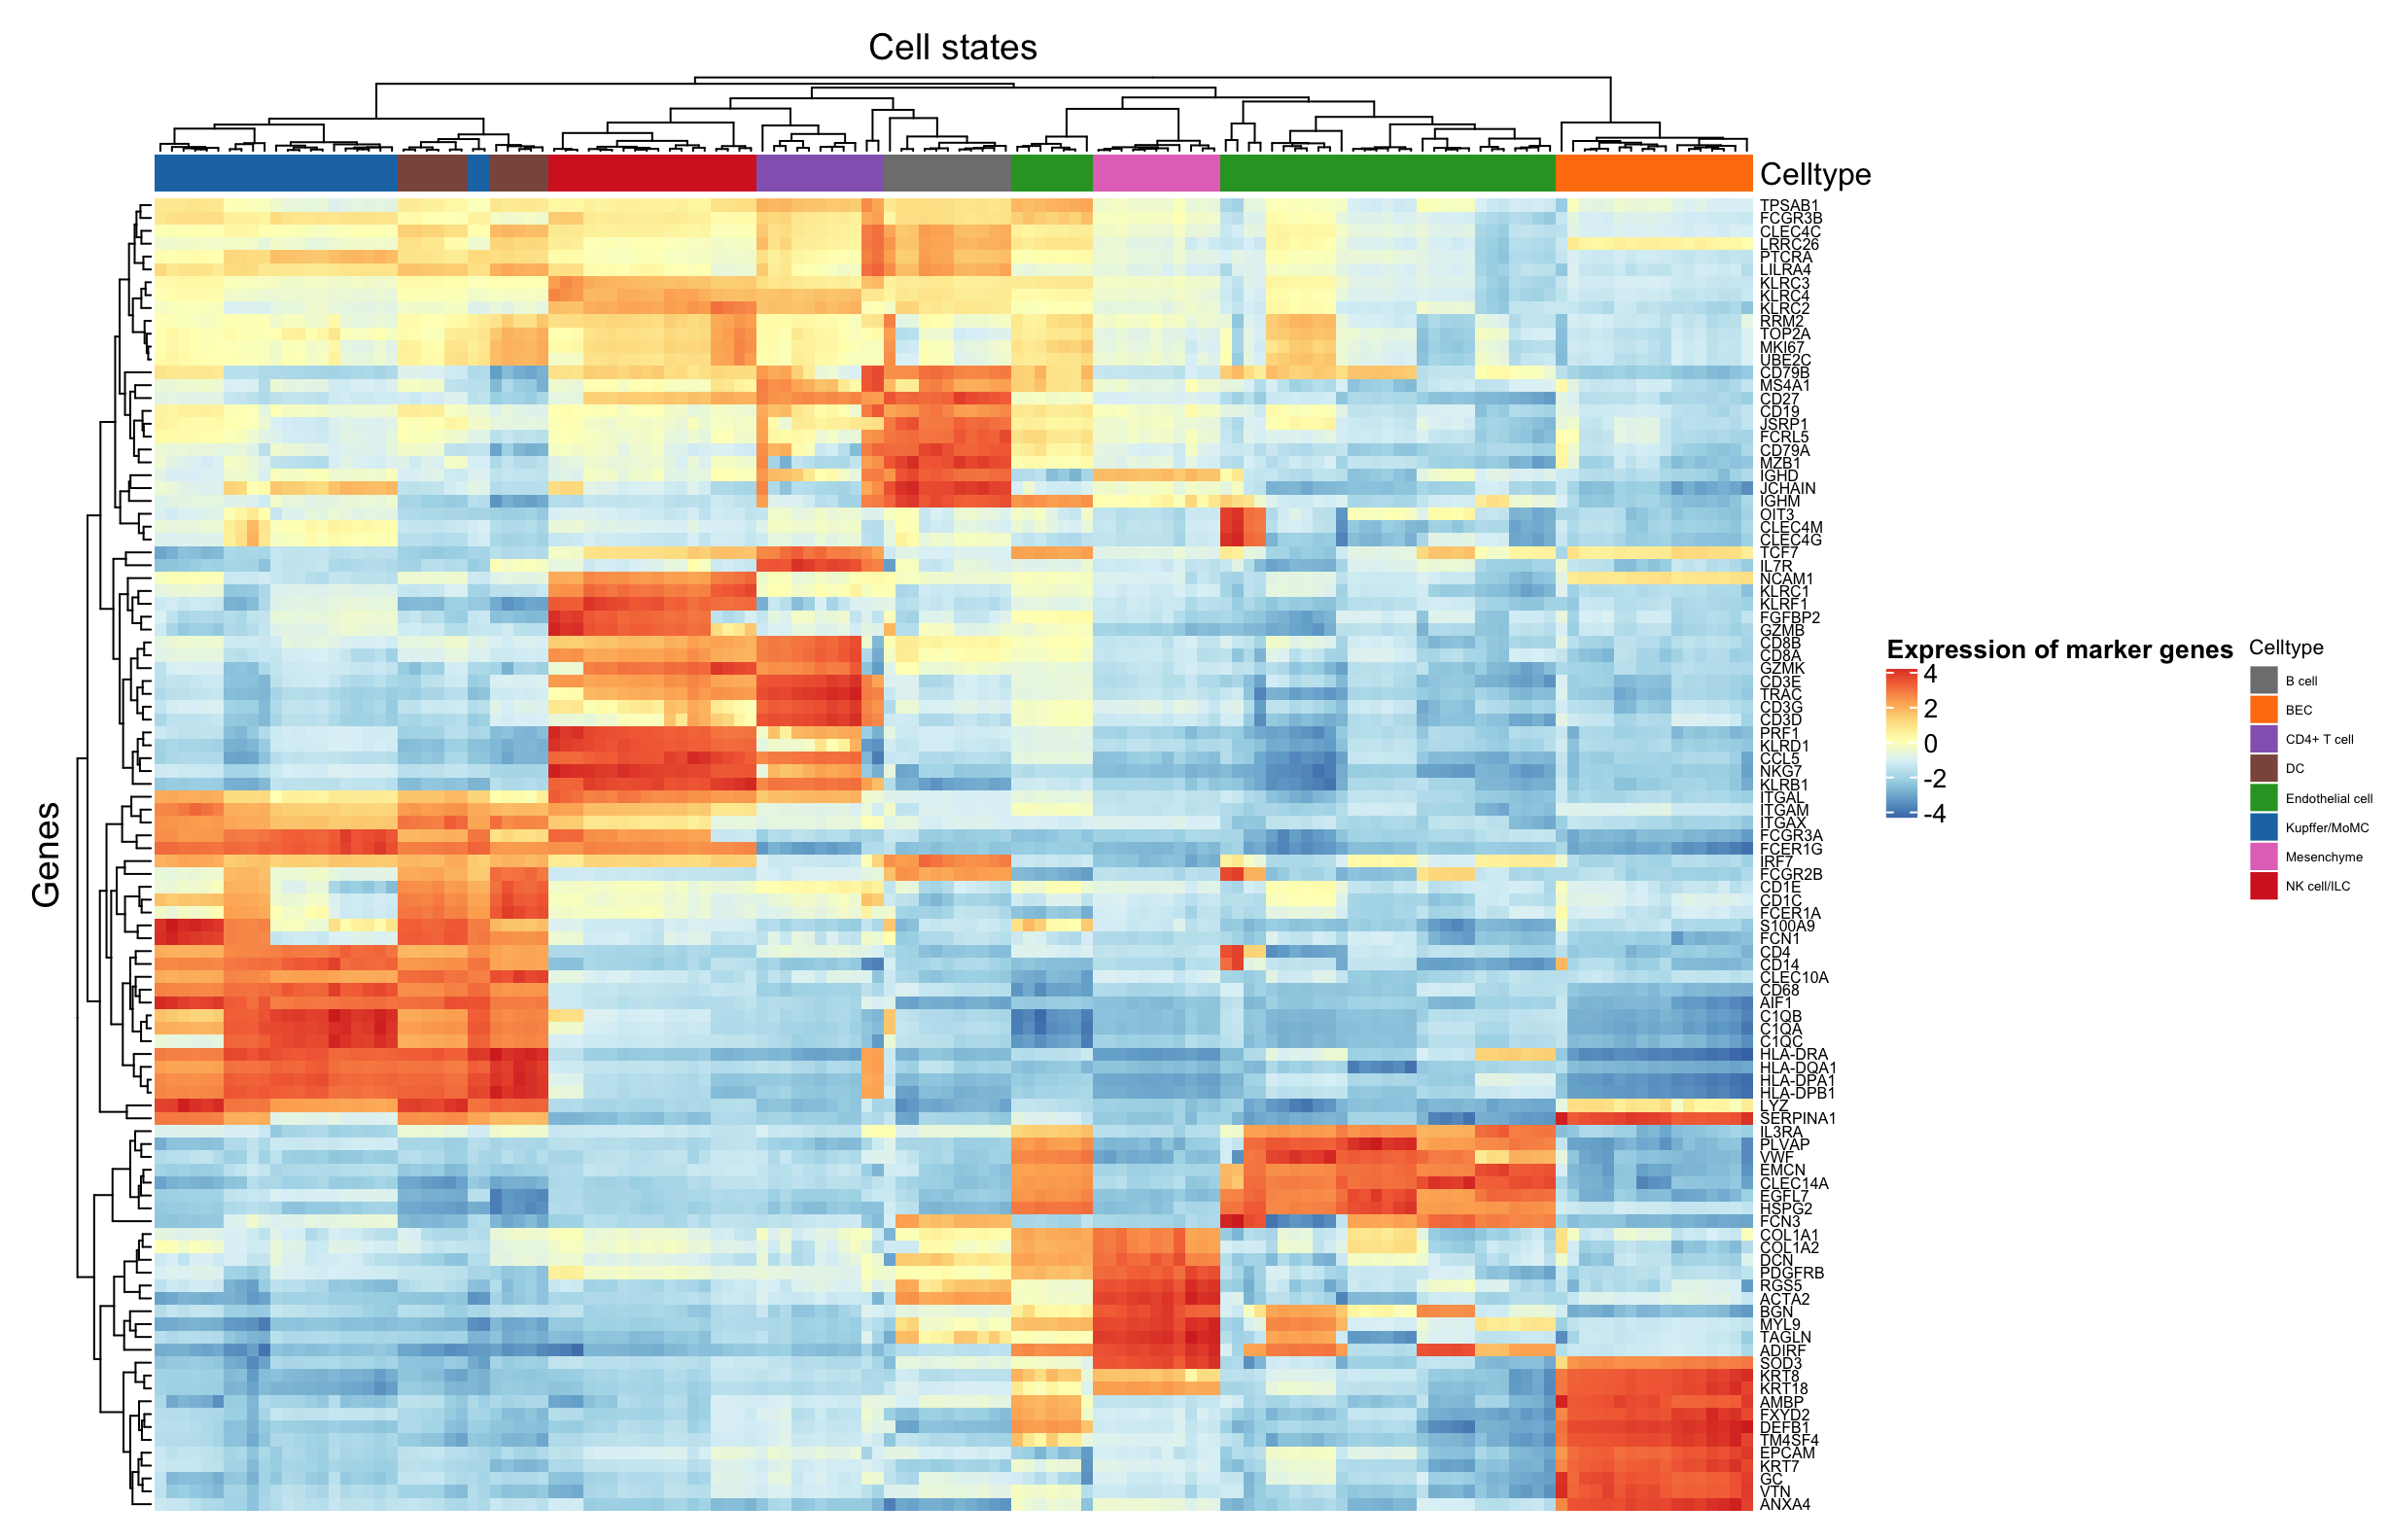 Cell states
Celltype
TPSAB1
FCGR3B
CLEC4C
LRRC26
PTCRA
LILRA4
KLRC3
KLRC4
KLRC2
RRM2
TOP2A
MKI67
UBE2C
CD79B
MS4A1
CD27
CD19
JSRP1
FCRL5
CD79A
MZB1
IGHD
JCHAIN
IGHM
OIT3
CLEC4M
CLEC4G
TCF7
IL7R
NCAM1
KLRC1
KLRF1
FGFBP2
GZMB
CD8B
CD8A
GZMK
CD3E
TRAC
CD3G
CD3D
PRF1
KLRD1
CCL5
NKG7
KLRB1
ITGAL
ITGAM
ITGAX
FCGR3A
FCER1G
IRF7
FCGR2B
CD1E
CD1C
FCER1A
S100A9
FCN1
CD4
CD14
CLEC10A
CD68
AIF1
C1QB
C1QA
C1QC
HLA-DRA
HLA-DQA1
HLA-DPA1
HLA-DPB1
LYZ
SERPINA1
IL3RA
PLVAP
VWF
EMCN
CLEC14A
EGFL7
HSPG2
FCN3
COL1A1
COL1A2
DCN
PDGFRB
RGS5
ACTA2
BGN
MYL9
TAGLN
ADIRF
SOD3
KRT8
KRT18
AMBP
FXYD2
DEFB1
TM4SF4
EPCAM
KRT7
GC
VTN
ANXA4
Genes
Expression of marker genes
4
2
0
-2
-4
Celltype
B cell
BEC
CD4+ T cell
DC
Endothelial cell
Kupffer/MoMC
Mesenchyme
NK cell/ILC